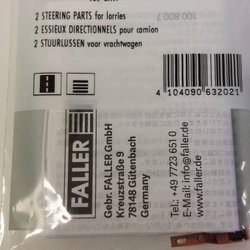 2 STEERING PARTS for lorries
2 ESSIEUX DIRECTIONNELS pour camion
2 STUURLUSSEN voor vrachtwagen
4 104090 632021
FALLER
Gebr. FALLER GmbH
Kreuzstraße 9
78148 Gütenbach
Germany
Tel.: +49 7723 651 0
E-Mail: info@faller.de
www.faller.de